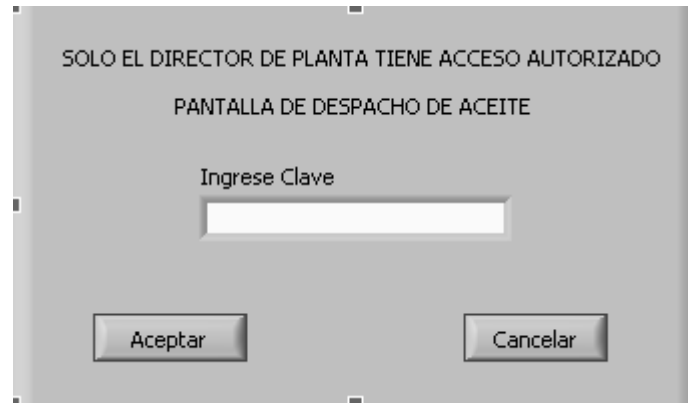 SOLO EL DIRECTOR DE PLANTA TIENE ACCESO AUTORIZADO
PANTALLA DE DESPACHO DE ACEITE
Ingrese Clave
Aceptar
Cancelar